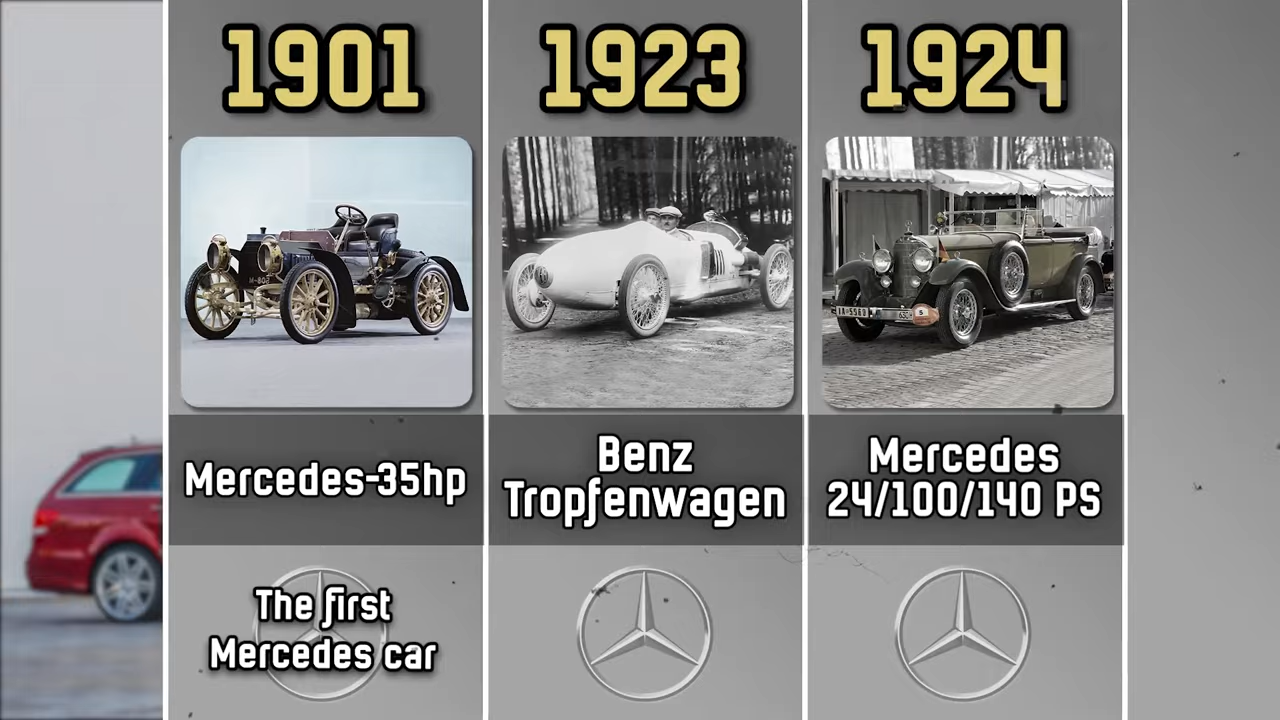 1901
1923
1924
Mercedes-35hp
Benz
Tropfenwagen
Mercedes
24/100/140 PS
The first
Mercedes car